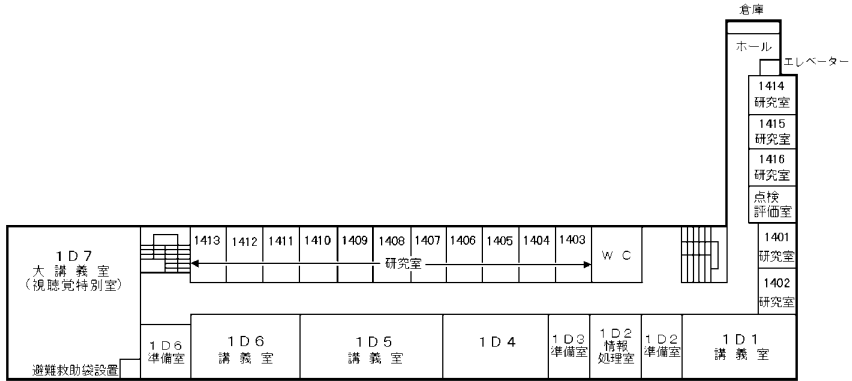 倉庫
ホール
エレベーター
1414
研究室
1415
研究室
1416
研究室
点検
評価室
1413 1412 1411 1410 1409 1408 1407 1406 1405 1404 1403
研究室
ＷＣ
1401
研究室
1402
研究室
１Ｄ７
大講義室
（視聴覚特別室）
避難救助袋設置
１Ｄ６
準備室
１Ｄ６
講義室
１Ｄ５
講義室
１Ｄ４
１Ｄ３
準備室
１Ｄ２
情報
処理室
１Ｄ２
準備室
１Ｄ１
講義室